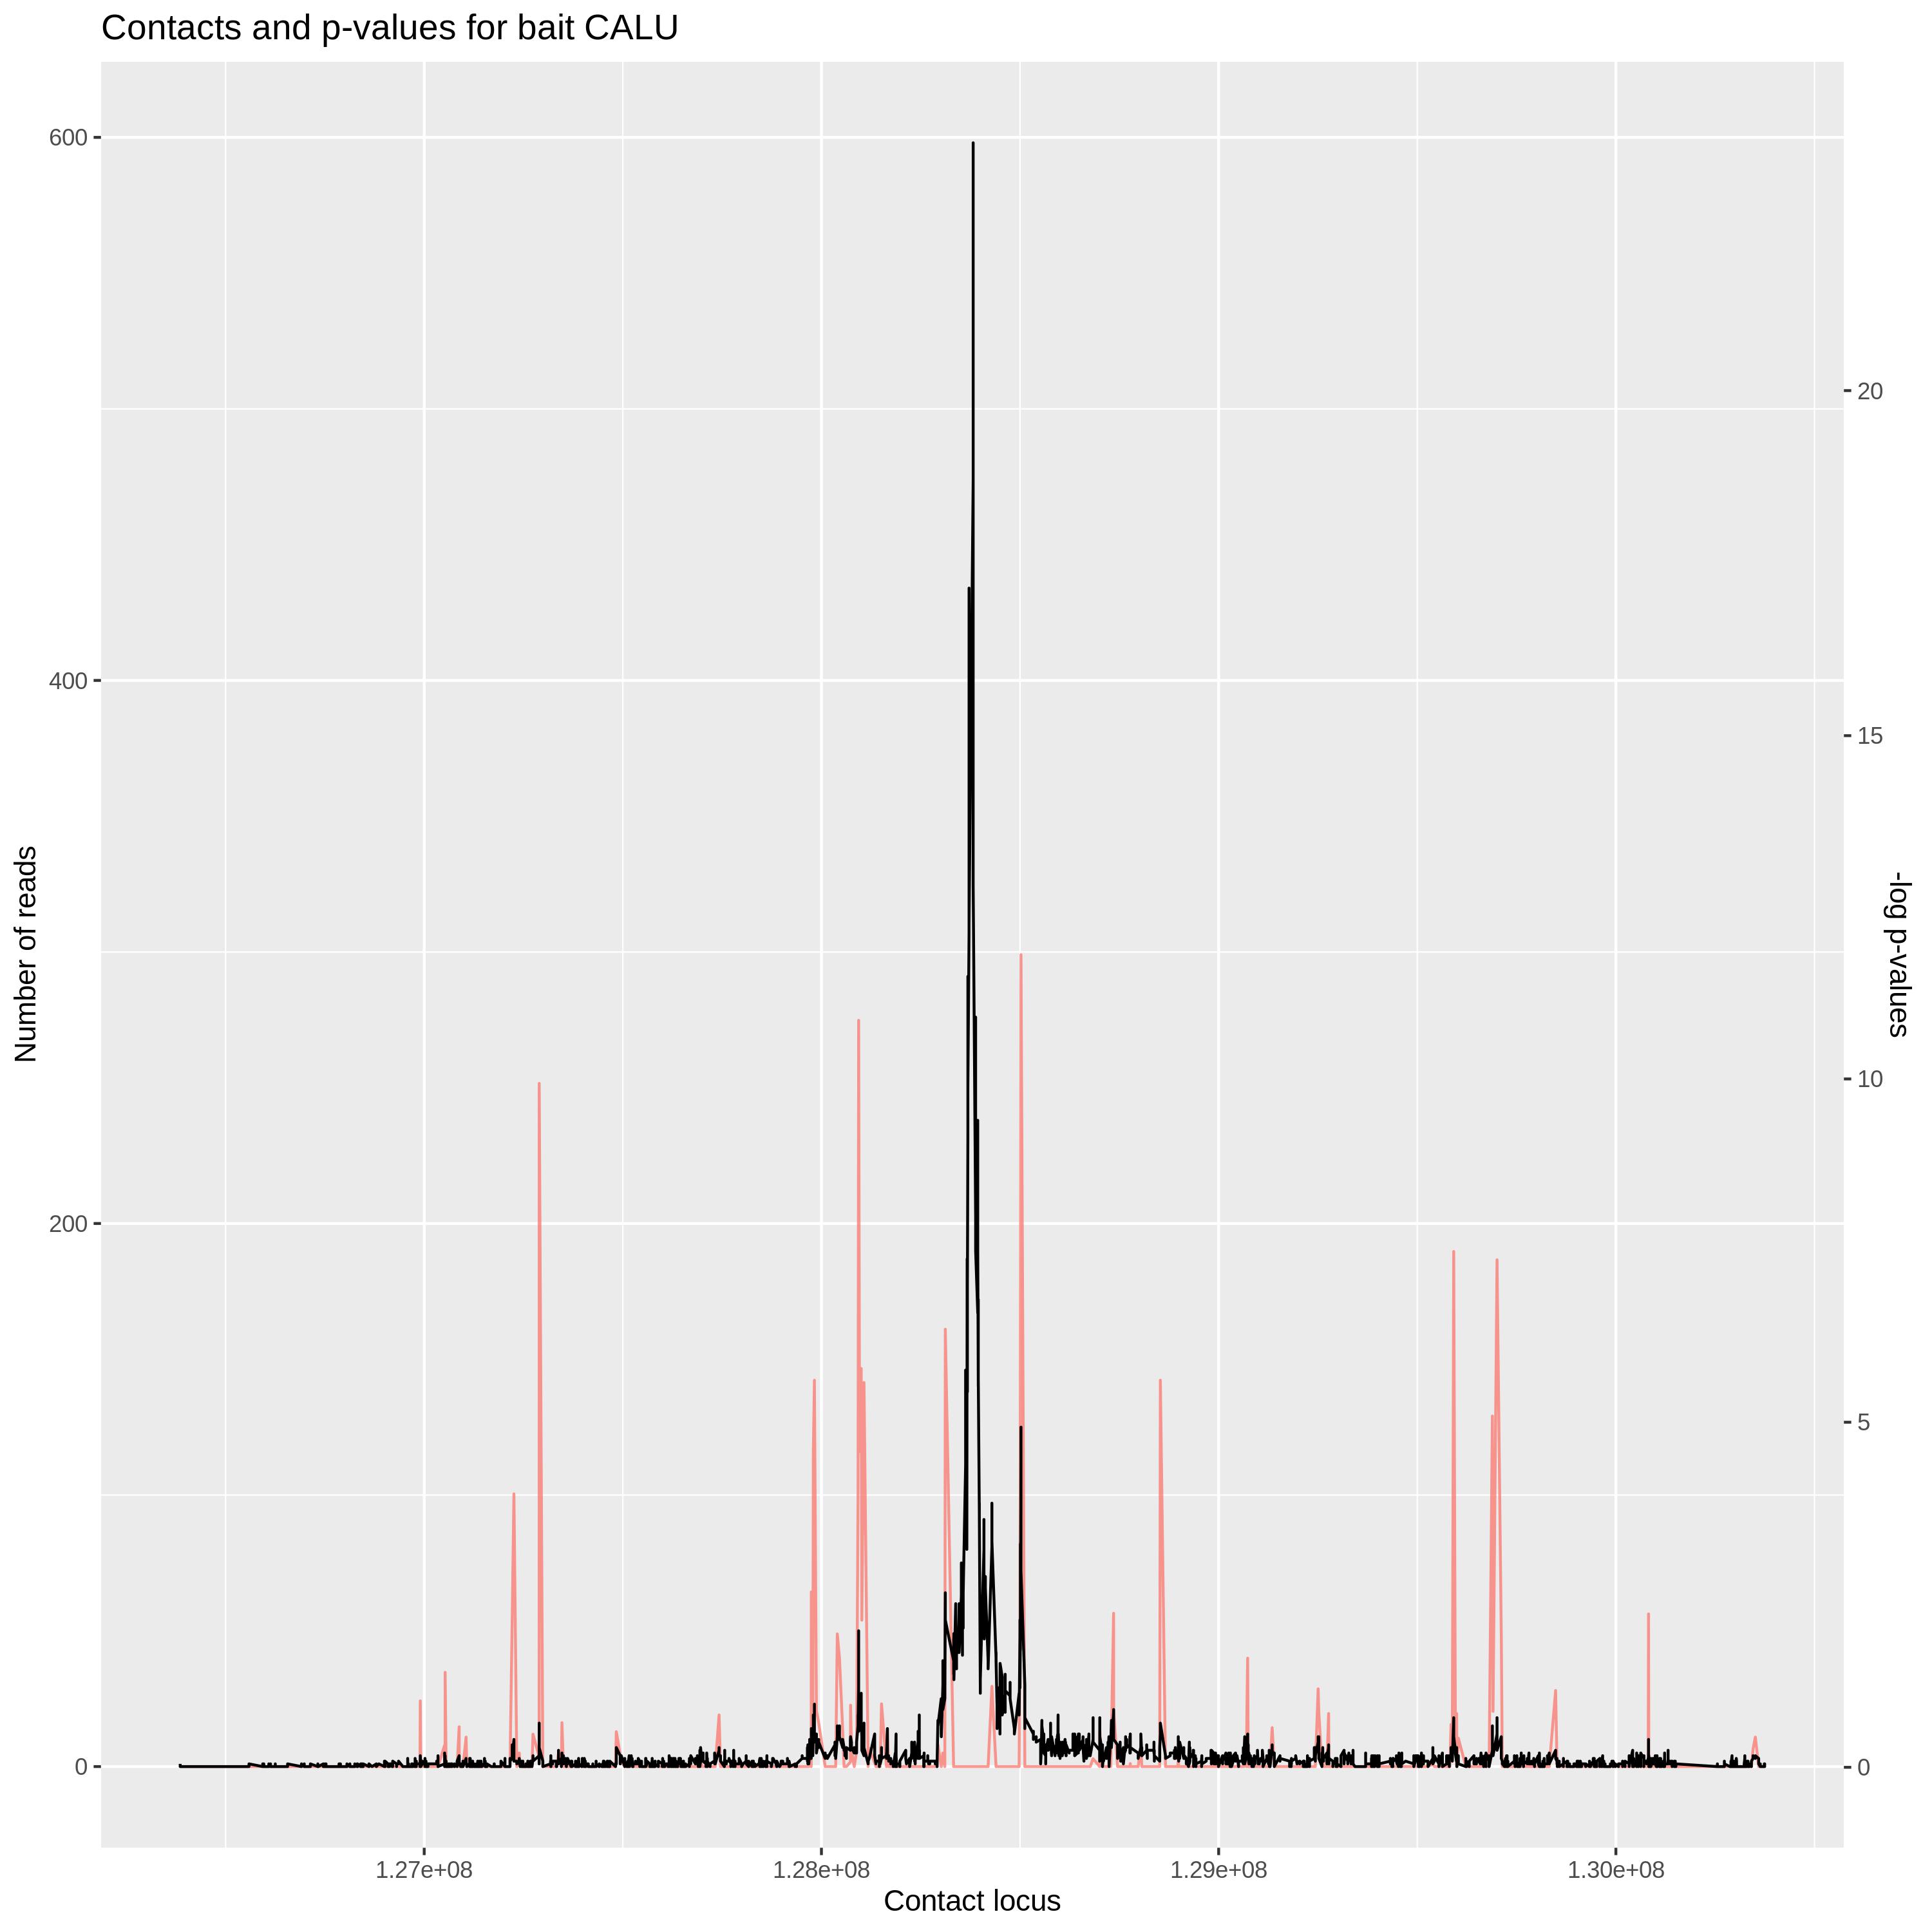 Contacts and p-values for bait CALU
600
400
200
0
Number of reads
20
15
10
5
0
-log p-values
1.27e+08
1.28e+08
1.29e+08
1.30e+08
Contact locus